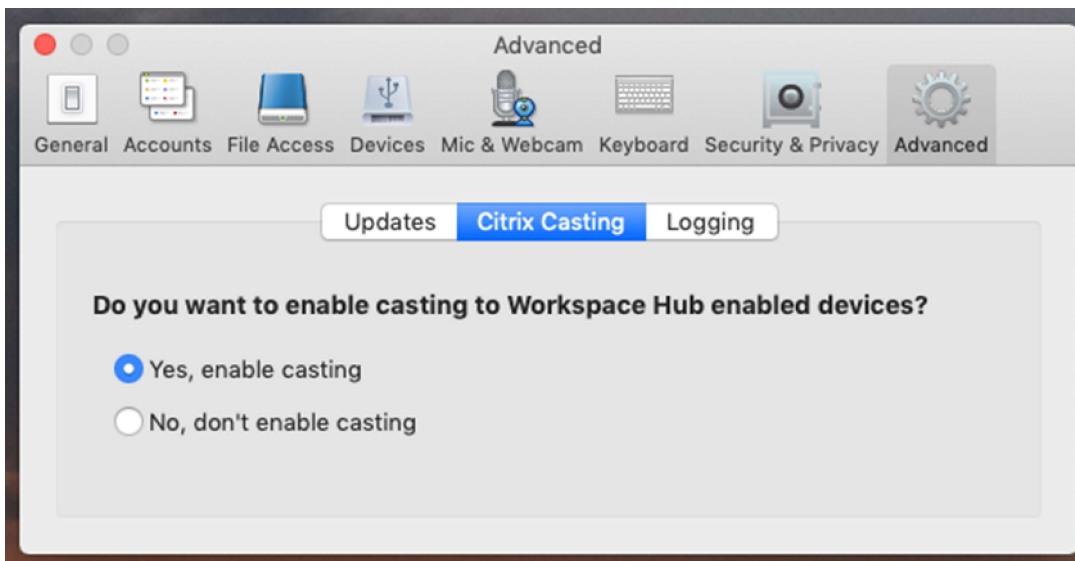 Advanced
General Accounts File Access Devices Mic & Webcam Keyboard Security & Privacy Advanced
Updates Citrix Casting Logging
Do you want to enable casting to Workspace Hub enabled devices?
Yes, enable casting
No, don't enable casting